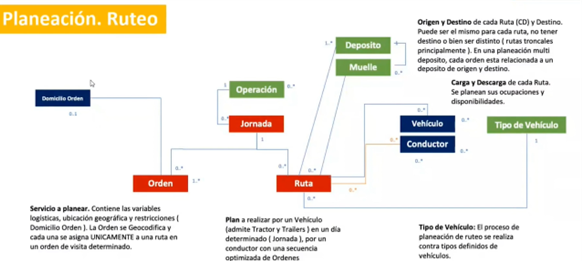 Planeación. Ruteo
Origen y Destino de cada Ruta (CD) y Destino.
Puede ser el mismo para cada ruta, no tener
destino o bien ser distinto ( rutas troncales
principalmente ). En una planeación multi
deposito, cada orden esta relacionada a un
deposito de origen y destino.
1..*
Deposito
Muelle
0..*
Carga y Descarga de cada Ruta.
Se planean sus ocupaciones y
disponibilidades.
1
Operación
0..*
Domicilio Orden
0..1
0..*
Jornada
1
0..*
Vehículo
0..*
Tipo de Vehículo
0..*
Conductor
0..*
0..*
1
0..*
0..*
0..*
Orden
1..*
Ruta
0..*
0..*
0..*
Servicio a planear. Contiene las variables
logísticas, ubicación geográfica y restricciones (
Domicilio Orden ). La Orden se Geocodifica y
cada una se asigna UNICAMENTE a una ruta en
un orden de visita determinado.
Plan a realizar por un Vehículo
(admite Tractor y Trailers ) en un día
determinado ( Jornada ), por un
conductor con una secuencia
optimizada de Ordenes
Tipo de Vehículo: El proceso de
planeación de ruteo se realiza
contra tipos definidos de
vehículos.